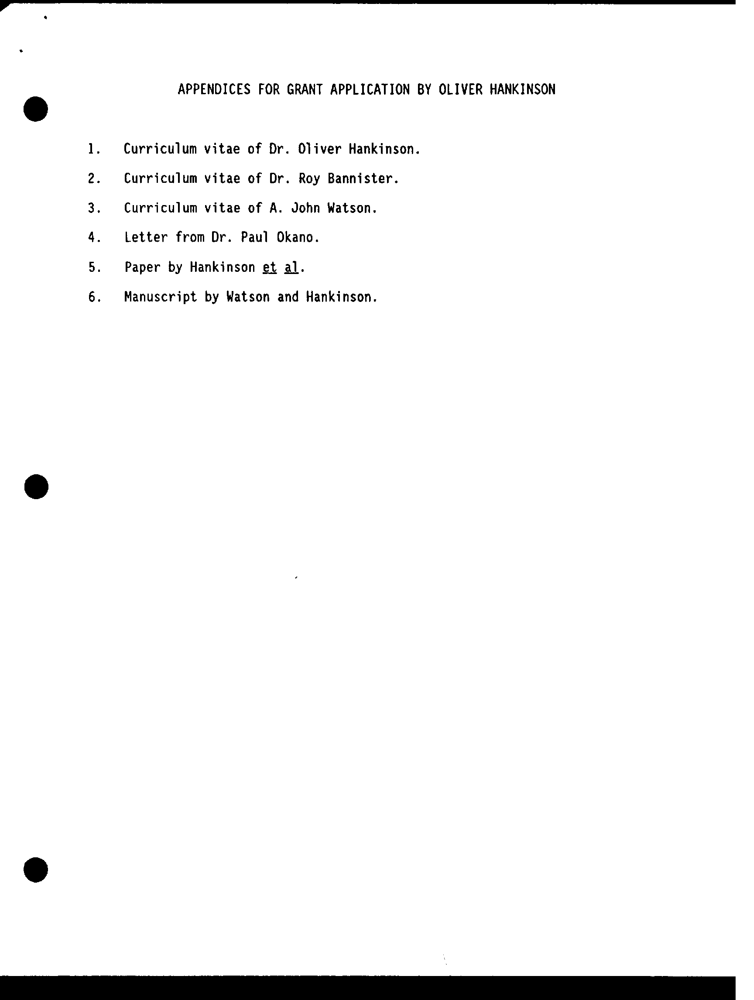 APPENDICES FOR GRANT APPLICATION BY OLIVER HANKINSON
1. Curriculum vitae of Dr. Oliver Hankinson.
2. Curriculum vitae of Dr. Roy Bannister.
3. Curriculum vitae of A. John Watson.
4. Letter from Dr. Paul Okano.
5. Paper by Hankinson et al.
6. Manuscript by Watson and Hankinson.